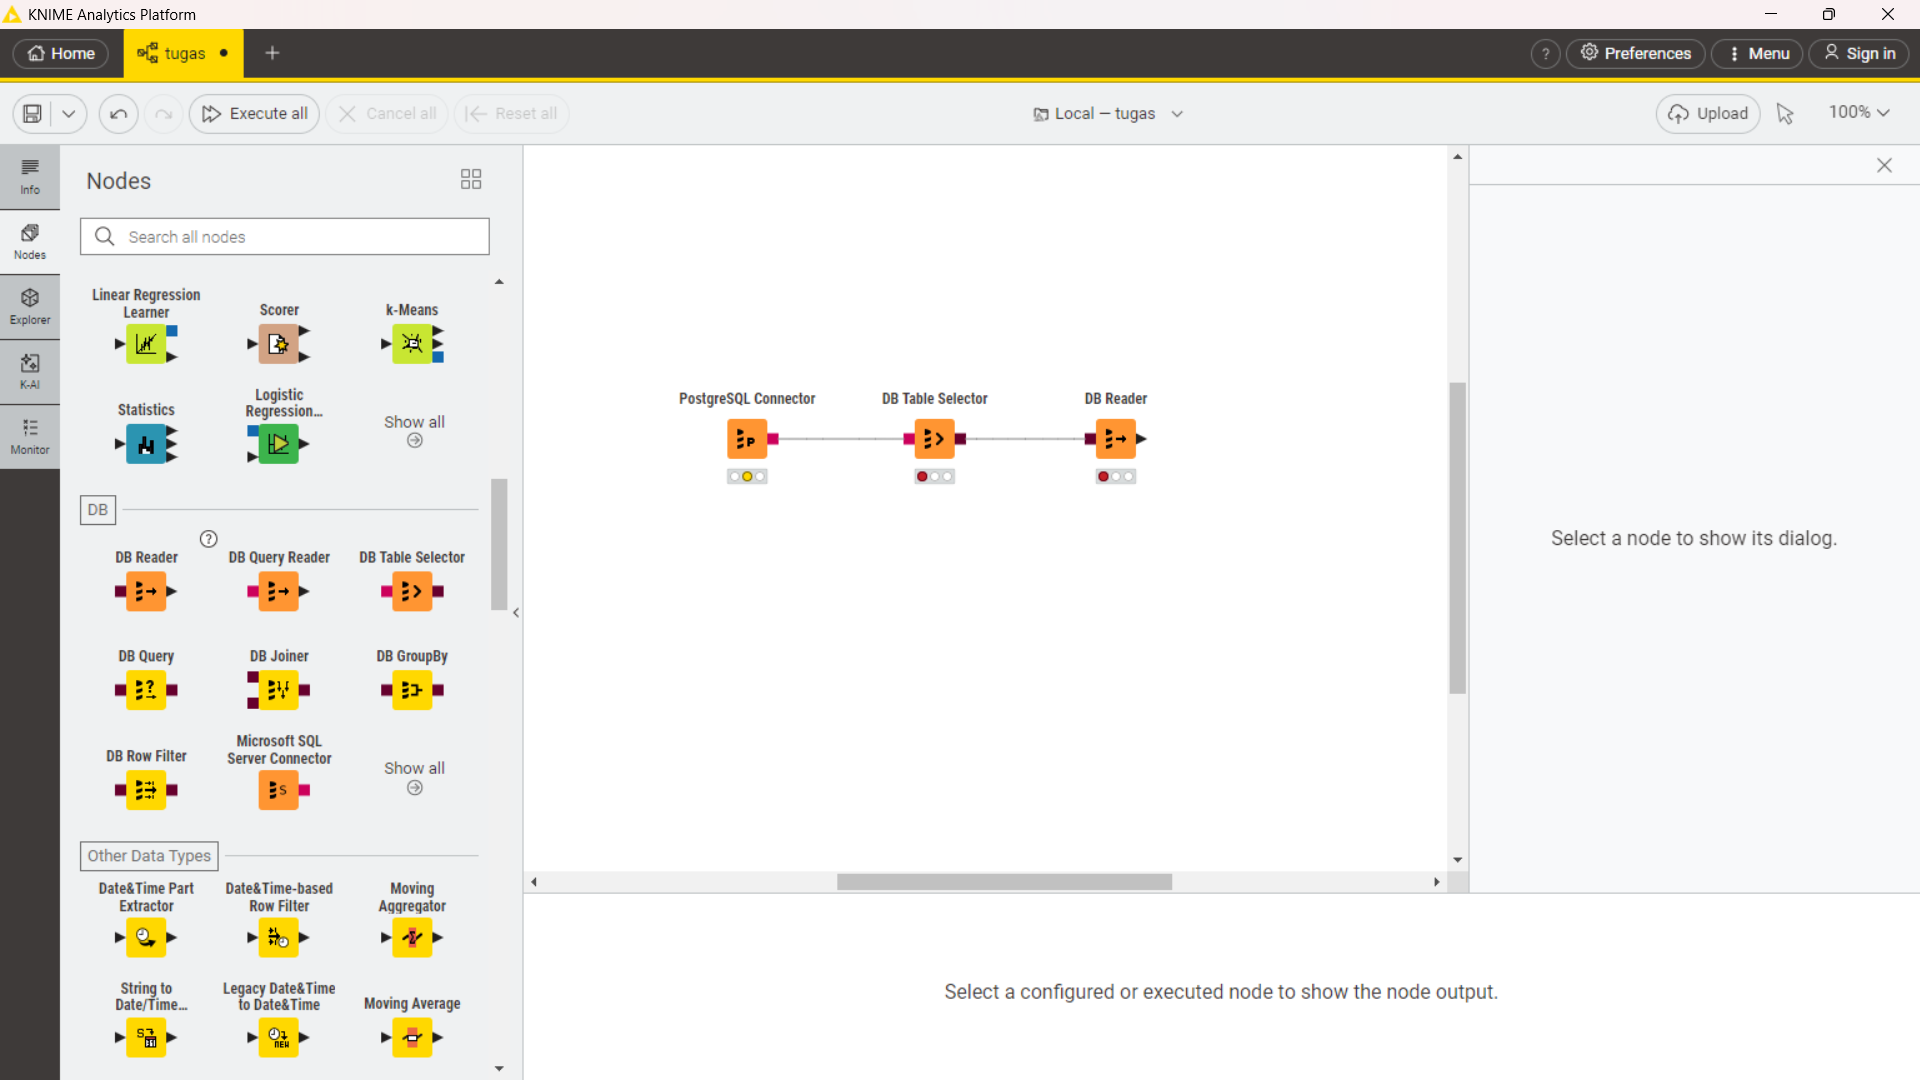 KNIME Analytics Platform
Home
tugas
?
Preferences
Menu
Sign in
Execute all
Cancel all
Reset all
Local — tugas
Upload
100%
Info
Nodes
Explorer
K-AI
Monitor
Nodes
Search all nodes
Linear Regression
Learner
Scorer
k-Means
Statistics
Logistic
Regression...
Show all
DB
?
DB Reader
DB Query Reader
DB Table Selector
DB Query
DB Joiner
DB GroupBy
DB Row Filter
Microsoft SQL
Server Connector
Show all
Other Data Types
Date&Time Part
Extractor
Date&Time-based
Row Filter
Moving
Aggregator
String to
Date/Time...
Legacy Date&Time
to Date&Time
Moving Average
PostgreSQL Connector
DB Table Selector
DB Reader
Select a node to show its dialog.
Select a configured or executed node to show the node output.